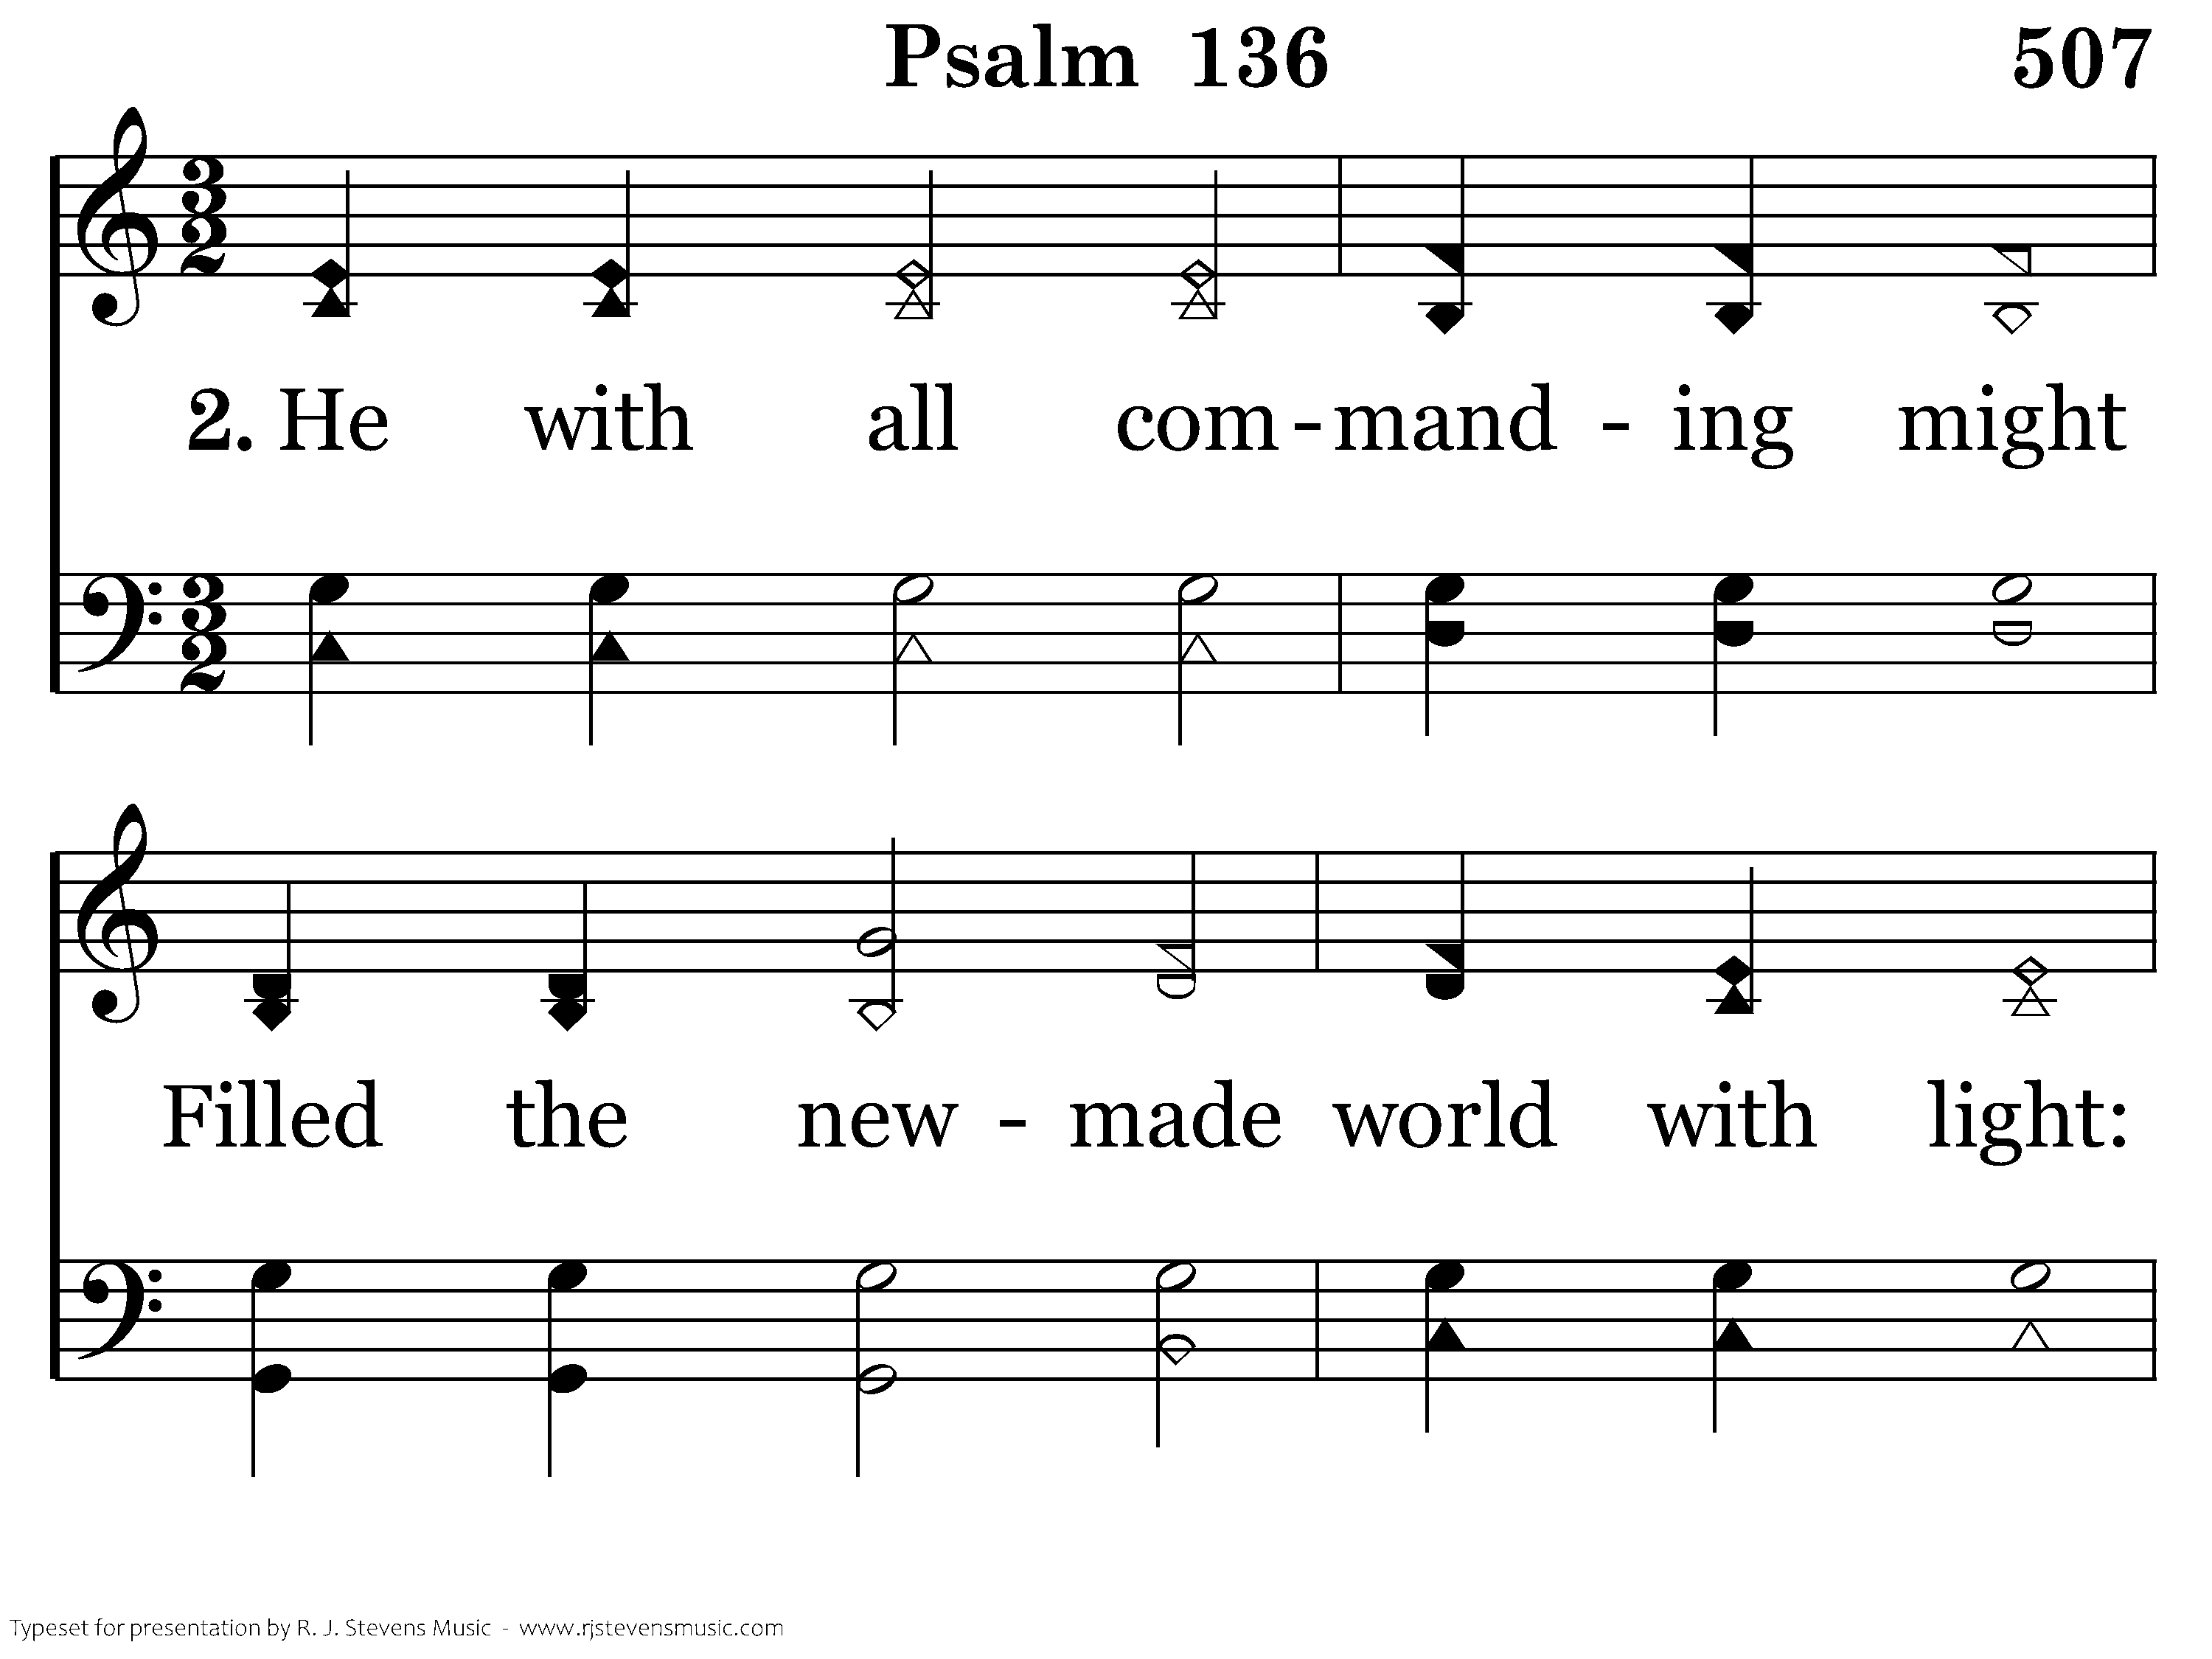 Psalm 136 507
2. He with all com-mand - ing might
Filled the new - made world with light:
Typeset for presentation by R. J. Stevens Music - www.rjstevensmusic.com